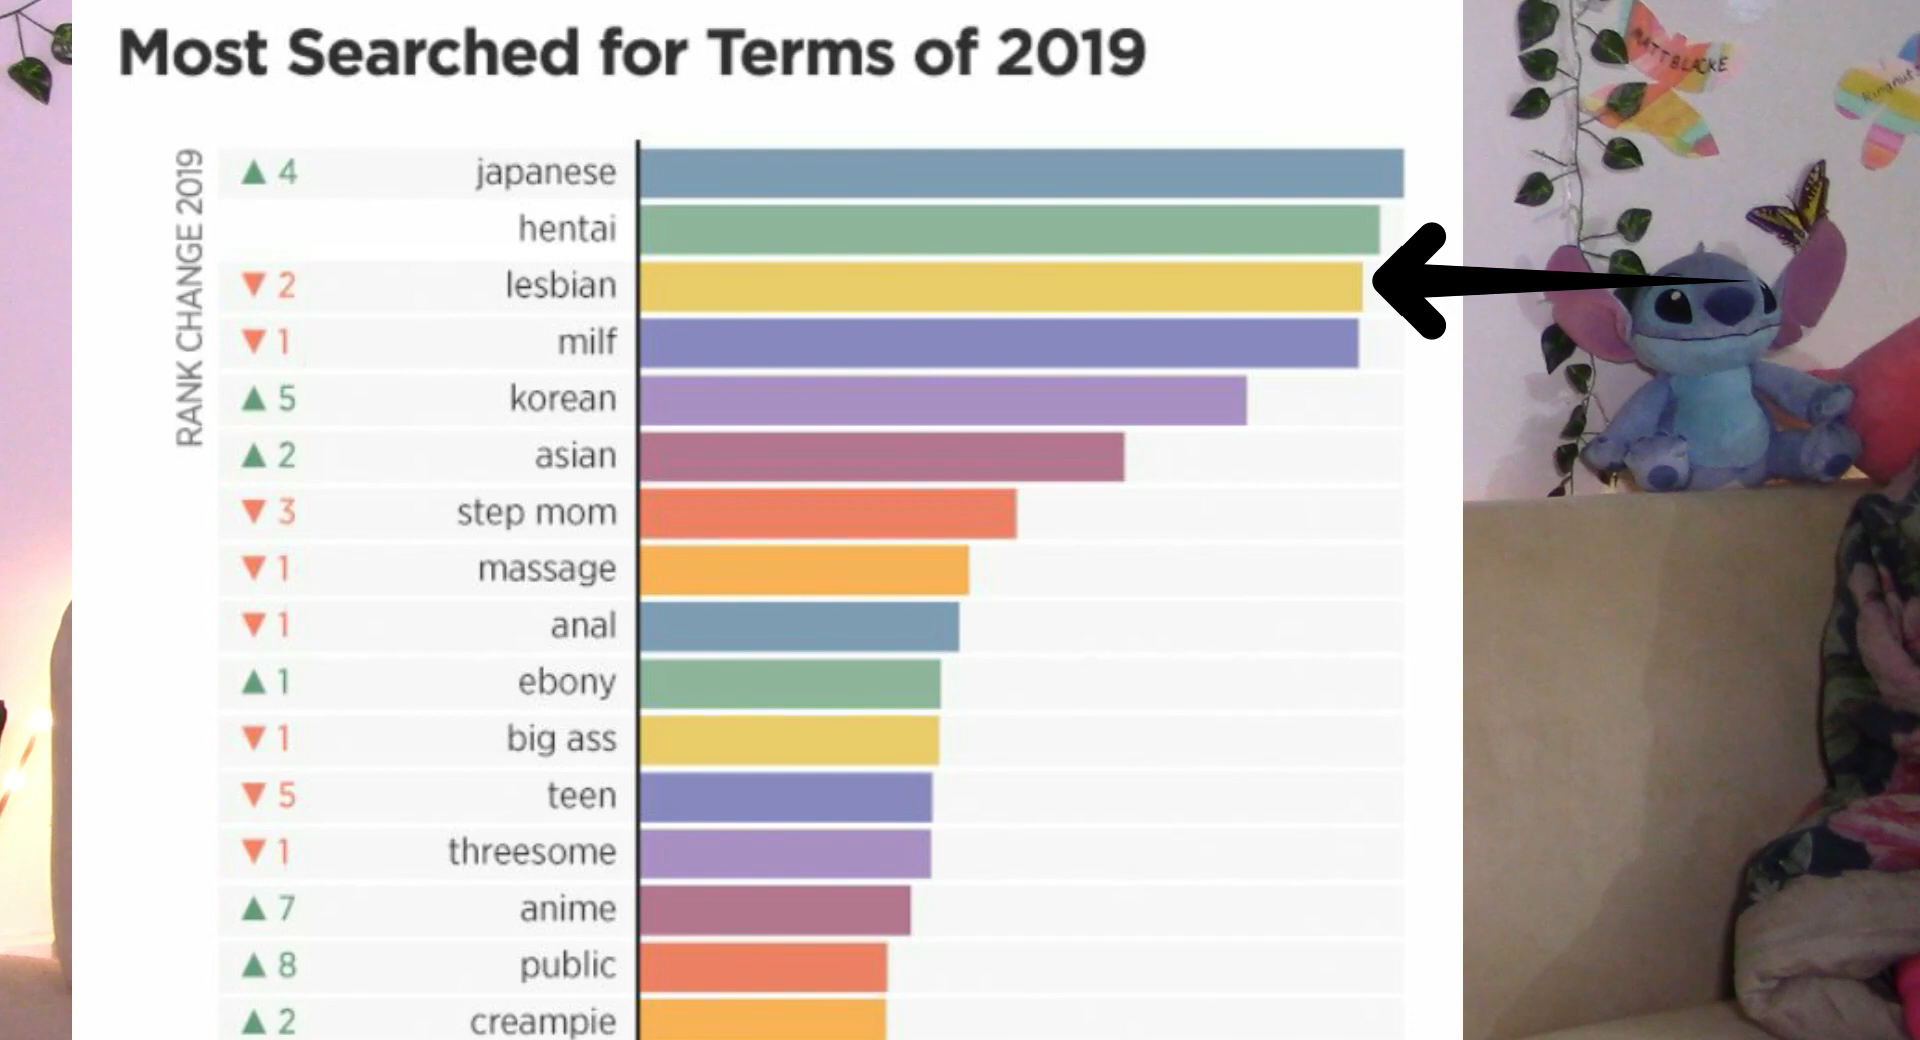 Most Searched for Terms of 2019
RANK CHANGE 2019
▲ 4 japanese
hentai
▼ 2 lesbian
▼ 1 milf
▲ 5 korean
▲ 2 asian
▼ 3 step mom
▼ 1 massage
▼ 1 anal
▲ 1 ebony
▼ 1 big ass
▼ 5 teen
▼ 1 threesome
▲ 7 anime
▲ 8 public
▲ 2 creampie
MATTBLACKE